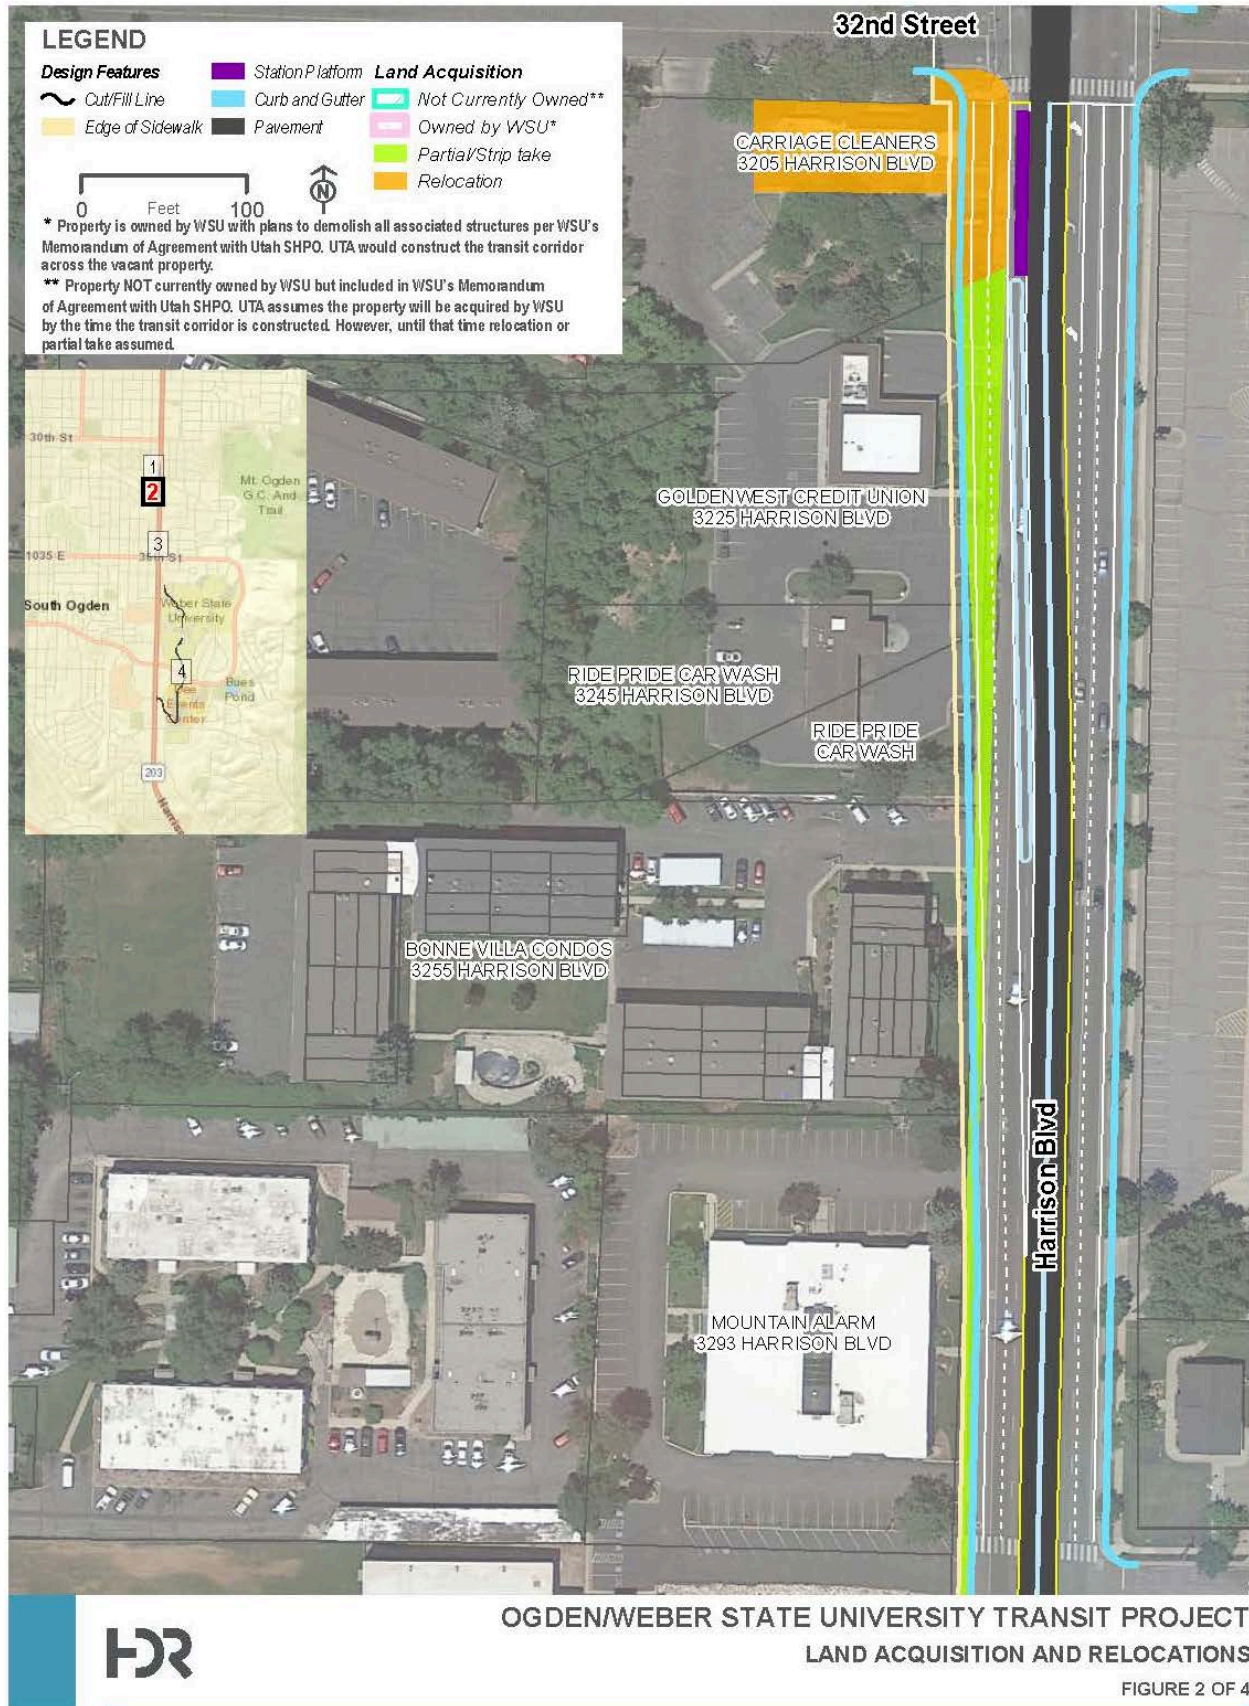 32nd Street
LEGEND
Design Features
Cut/Fill Line
Edge of Sidewalk
Station Platform
Curb and Gutter
Pavement
Land Acquisition
Not Currently Owned**
Owned by WSU*
Partial/Strip take
Relocation
0 Feet 100
N
* Property is owned by WSU with plans to demolish all associated structures per WSU's
Memorandum of Agreement with Utah SHPO. UTA would construct the transit corridor
across the vacant property.
** Property NOT currently owned by WSU but included in WSU's Memorandum
of Agreement with Utah SHPO. UTA assumes the property will be acquired by WSU
by the time the transit corridor is constructed. However, until that time relocation or
partial take assumed.
CARRIAGE CLEANERS
3205 HARRISON BLVD
30th St
1
2
Mt. Ogden
G.C. And
Trail
3
1035 E
South Ogden
Weber State
University
4
Bues
Pond
203
GOLDENWEST CREDIT UNION
3225 HARRISON BLVD
RIDE PRIDE CAR WASH
3245 HARRISON BLVD
RIDE PRIDE
CAR WASH
BONNE VILLA CONDOS
3255 HARRISON BLVD
Harrison Blvd
MOUNTAIN ALARM
3293 HARRISON BLVD
HDR
OGDEN/WEBER STATE UNIVERSITY TRANSIT PROJECT
LAND ACQUISITION AND RELOCATIONS
FIGURE 2 OF 4